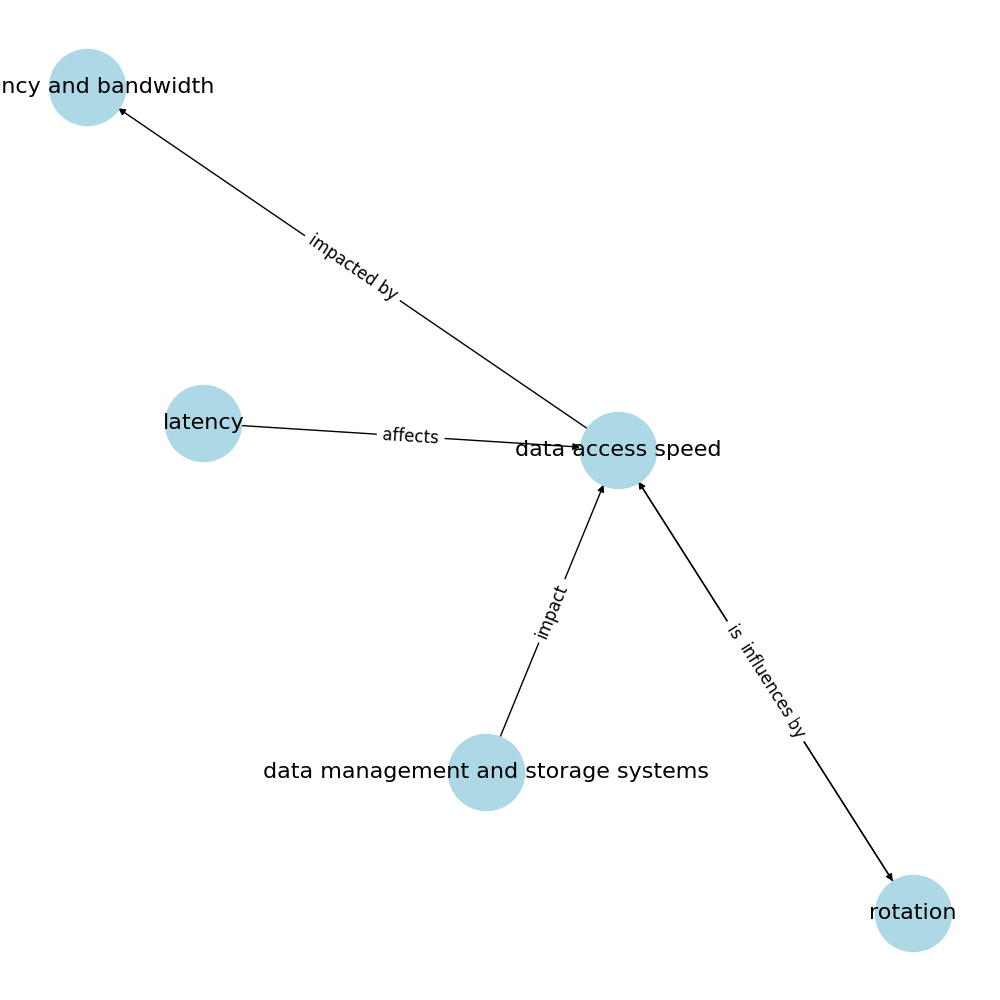 ncy and bandwidth
impacted by
latency
affects
data access speed
impact
is influences by
data management and storage systems
rotation